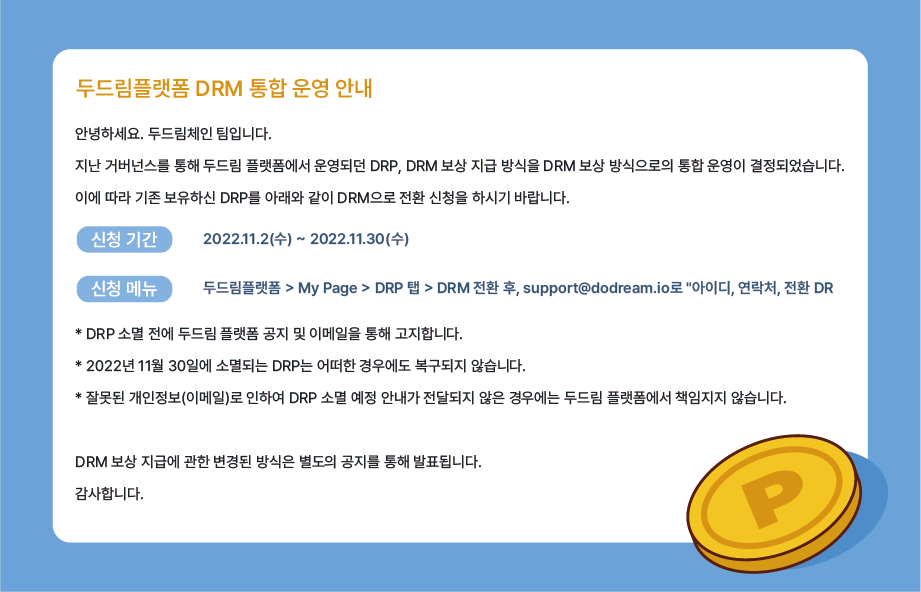 두드림플랫폼 DRM 통합 운영 안내
안녕하세요. 두드림체인 팀입니다.
지난 거버넌스를 통해 두드림 플랫폼에서 운영되던 DRP, DRM 보상 지급 방식을 DRM 보상 방식으로의 통합 운영이 결정되었습니다.
이에 따라 기존 보유하신 DRP를 아래와 같이 DRM으로 전환 신청을 하시기 바랍니다.
신청 기간 2022.11.2(수) ~ 2022.11.30(수)
신청 메뉴 두드림플랫폼 > My Page > DRP 탭 > DRM 전환 후, support@dodream.io로 "아이디, 연락처, 전환 DR
* DRP 소멸 전에 두드림 플랫폼 공지 및 이메일을 통해 고지합니다.
* 2022년 11월 30일에 소멸되는 DRP는 어떠한 경우에도 복구되지 않습니다.
* 잘못된 개인정보(이메일)로 인하여 DRP 소멸 예정 안내가 전달되지 않은 경우에는 두드림 플랫폼에서 책임지지 않습니다.
DRM 보상 지급에 관한 변경된 방식은 별도의 공지를 통해 발표됩니다.
감사합니다.
P